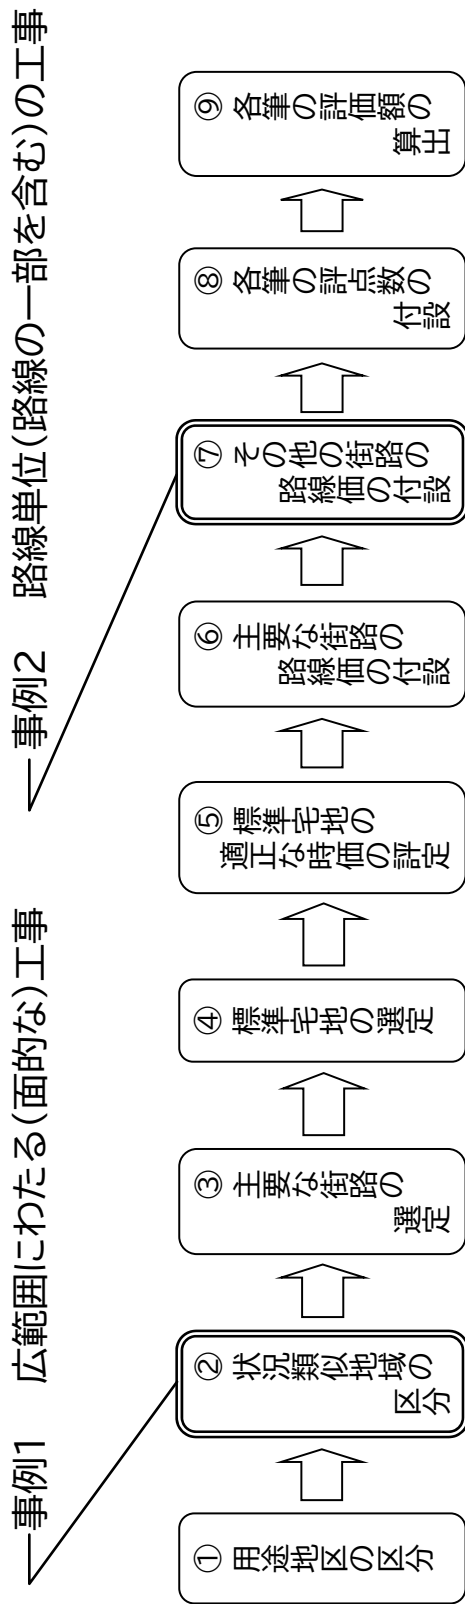 事例1　広範囲にわたる(面的な)工事
事例2　路線単位(路線の一部を含む)の工事
① 用途地区の区分
② 状況類似地域の
区分
③ 主要な街路の
選定
④ 標準宅地の選定
⑤ 標準宅地の
適正な時価の評定
⑥ 主要な街路の
路線価の付設
⑦ その他の街路の
路線価の付設
⑧ 各筆の評点数の
付設
⑨ 各筆の評価額の
算出